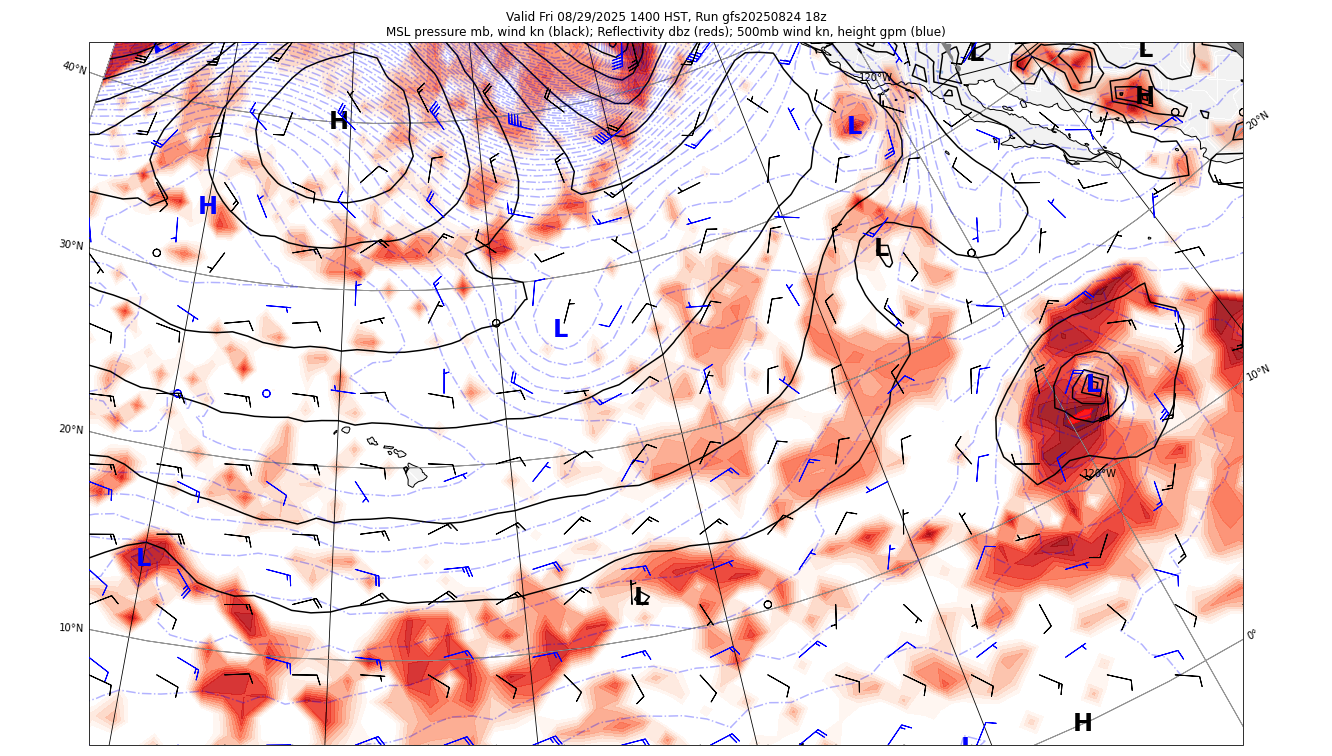 Valid Fri 08/29/2025 1400 HST, Run gfs20250824 18z
MSL pressure mb, wind kn (black); Reflectivity dbz (reds); 500mb wind kn, height gpm (blue)
L
L
40°N
120°W
H
20°N
H
L
H
30°N
L
L
10°N
L
20°N
120°W
L
L
10°N
0°
H
L